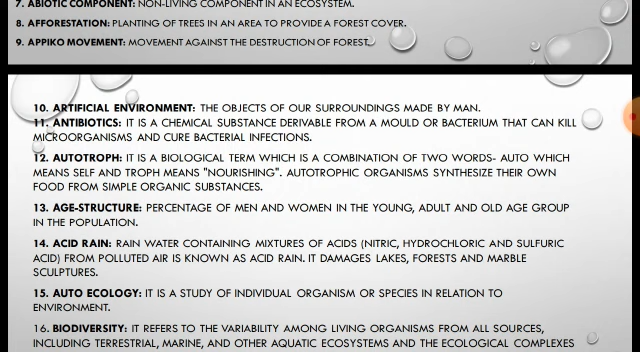 7. ABIOTIC COMPONENT: NON-LIVING COMPONENT IN AN ECOSYSTEM.
8. AFFORESTATION: PLANTING OF TREES IN AN AREA TO PROVIDE A FOREST COVER.
9. APPIKO MOVEMENT: MOVEMENT AGAINST THE DESTRUCTION OF FOREST.
10. ARTIFICIAL ENVIRONMENT: THE OBJECTS OF OUR SURROUNDINGS MADE BY MAN.
11. ANTIBIOTICS: IT IS A CHEMICAL SUBSTANCE DERIVABLE FROM A MOULD OR BACTERIUM THAT CAN KILL
MICROORGANISMS AND CURE BACTERIAL INFECTIONS.
12. AUTOTROPH: IT IS A BIOLOGICAL TERM WHICH IS A COMBINATION OF TWO WORDS- AUTO WHICH
MEANS SELF AND TROPH MEANS "NOURISHING". AUTOTROPHIC ORGANISMS SYNTHESIZE THEIR OWN
FOOD FROM SIMPLE ORGANIC SUBSTANCES.
13. AGE-STRUCTURE: PERCENTAGE OF MEN AND WOMEN IN THE YOUNG, ADULT AND OLD AGE GROUP
IN THE POPULATION.
14. ACID RAIN: RAIN WATER CONTAINING MIXTURES OF ACIDS (NITRIC, HYDROCHLORIC AND SULFURIC
ACID) FROM POLLUTED AIR IS KNOWN AS ACID RAIN. IT DAMAGES LAKES, FORESTS AND MARBLE
SCULPTURES.
15. AUTO ECOLOGY: IT IS A STUDY OF INDIVIDUAL ORGANISM OR SPECIES IN RELATION TO
ENVIRONMENT.
16. BIODIVERSITY: IT REFERS TO THE VARIABILITY AMONG LIVING ORGANISMS FROM ALL SOURCES,
INCLUDING TERRESTRIAL, MARINE, AND OTHER AQUATIC ECOSYSTEMS AND THE ECOLOGICAL COMPLEXES